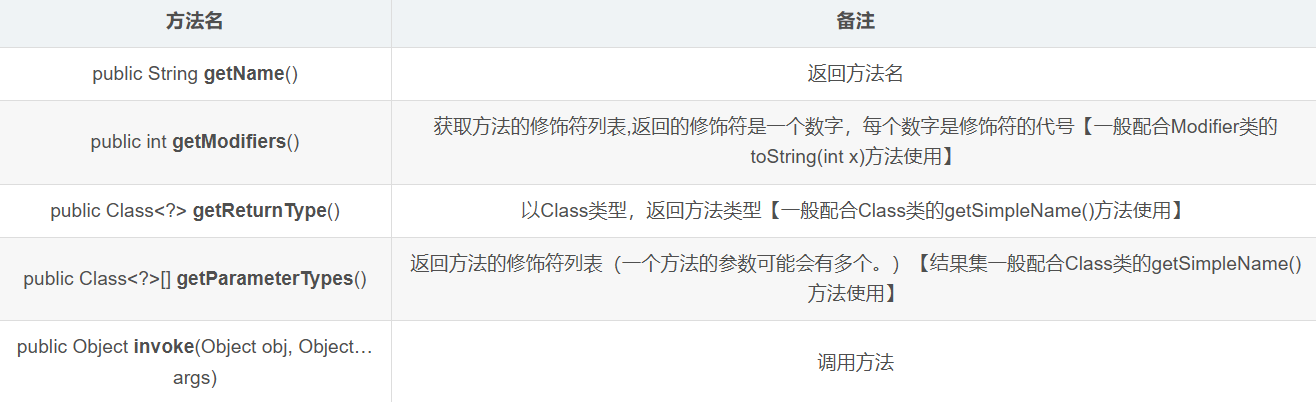 方法名
备注
public String getName()
返回方法名
public int getModifiers()
获取方法的修饰符列表,返回的修饰符是一个数字，每个数字是修饰符的代号【一般配合Modifier类的
toString(int x)方法使用】
public Class<?> getReturnType()
以Class类型，返回方法类型【一般配合Class类的getSimpleName()方法使用】
public Class<?>[] getParameterTypes()
返回方法的修饰符列表（一个方法的参数可能会有多个。）【结果集一般配合Class类的getSimpleName()
方法使用】
public Object invoke(Object obj, Object…
args)
调用方法